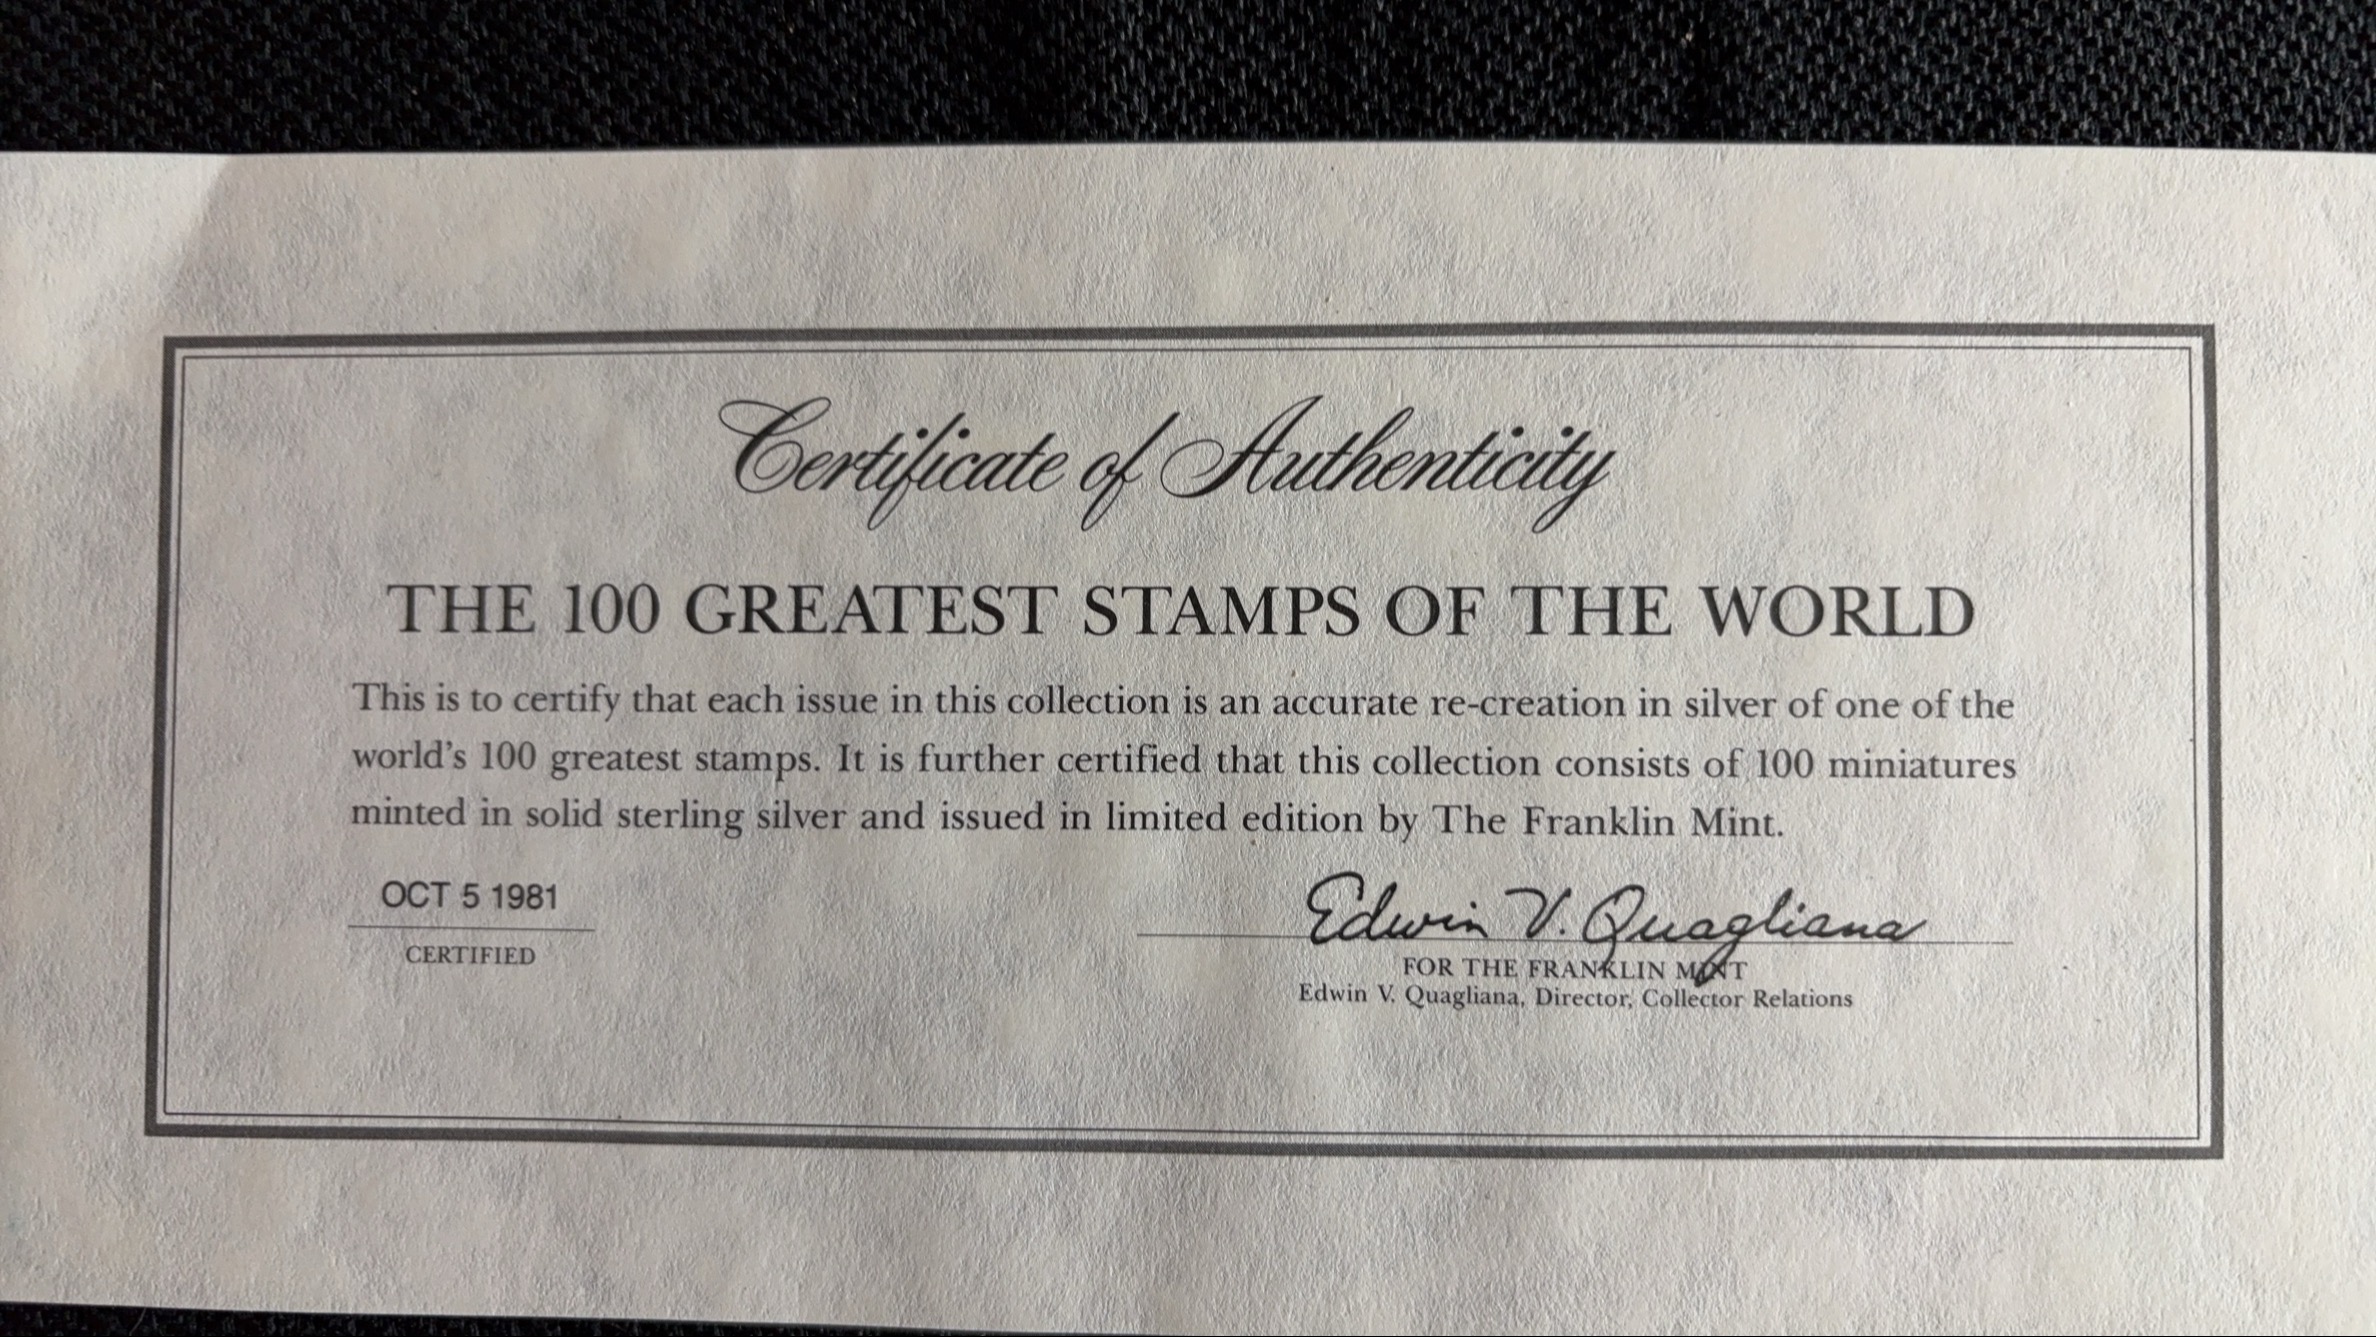 Certificate of Authenticity
THE 100 GREATEST STAMPS OF THE WORLD
This is to certify that each issue in this collection is an accurate re-creation in silver of one of the
world's 100 greatest stamps. It is further certified that this collection consists of 100 miniatures
minted in solid sterling silver and issued in limited edition by The Franklin Mint.
OCT 5 1981
CERTIFIED
Edwin V. Quagliana
FOR THE FRANKLIN MINT
Edwin V. Quagliana, Director, Collector Relations